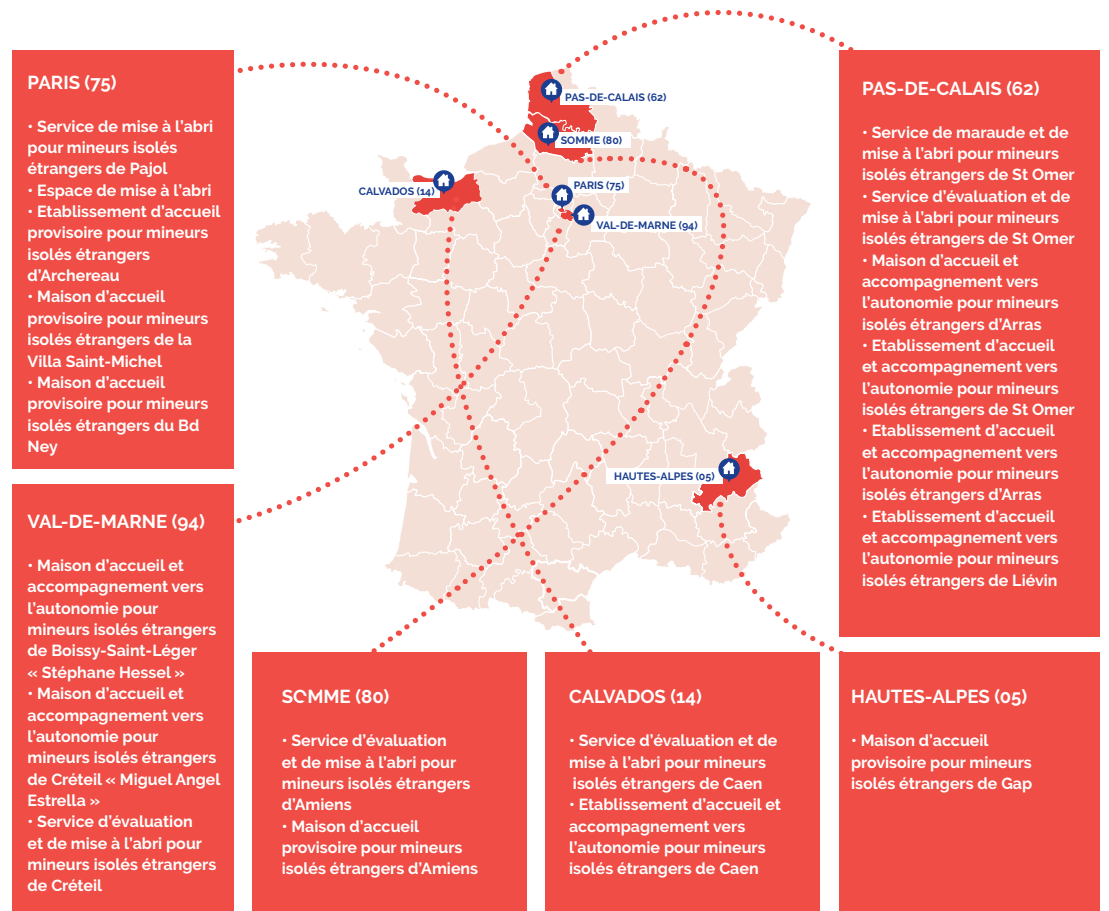 PARIS (75)
• Service de mise à l’abri
pour mineurs isolés
étrangers de Pajol
• Espace de mise à l’abri
• Etablissement d’accueil
provisoire pour mineurs
isolés étrangers
d’Archereau
• Maison d’accueil
provisoire pour mineurs
isolés étrangers de la
Villa Saint-Michel
• Maison d’accueil
provisoire pour mineurs
isolés étrangers du Bd
Ney
VAL-DE-MARNE (94)
• Maison d’accueil et
accompagnement vers
l’autonomie pour
mineurs isolés étrangers
de Boissy-Saint-Léger
« Stéphane Hessel »
• Maison d’accueil et
accompagnement vers
l’autonomie pour
mineurs isolés étrangers
de Créteil « Miguel Angel
Estrella »
• Service d’évaluation
et de mise à l’abri pour
mineurs isolés étrangers
de Créteil
PAS-DE-CALAIS (62)
SOMME (80)
CALVADOS (14)
PARIS (75)
VAL-DE-MARNE (94)
HAUTES-ALPES (05)
SOMME (80)
• Service d’évaluation
et de mise à l’abri pour
mineurs isolés étrangers
d’Amiens
• Maison d’accueil
provisoire pour mineurs
isolés étrangers d’Amiens
CALVADOS (14)
• Service d’évaluation et de
mise à l’abri pour mineurs
isolés étrangers de Caen
• Etablissement d’accueil et
accompagnement vers
l’autonomie pour mineurs
isolés étrangers de Caen
PAS-DE-CALAIS (62)
• Service de maraude et de
mise à l’abri pour mineurs
isolés étrangers de St Omer
• Service d’évaluation et de
mise à l’abri pour mineurs
isolés étrangers de St Omer
• Maison d’accueil et
accompagnement vers
l’autonomie pour mineurs
isolés étrangers d’Arras
• Etablissement d’accueil
et accompagnement vers
l’autonomie pour mineurs
isolés étrangers de St Omer
• Etablissement d’accueil
et accompagnement vers
l’autonomie pour mineurs
isolés étrangers d’Arras
• Etablissement d’accueil
et accompagnement vers
l’autonomie pour mineurs
isolés étrangers de Liévin
HAUTES-ALPES (05)
• Maison d’accueil
provisoire pour mineurs
isolés étrangers de Gap